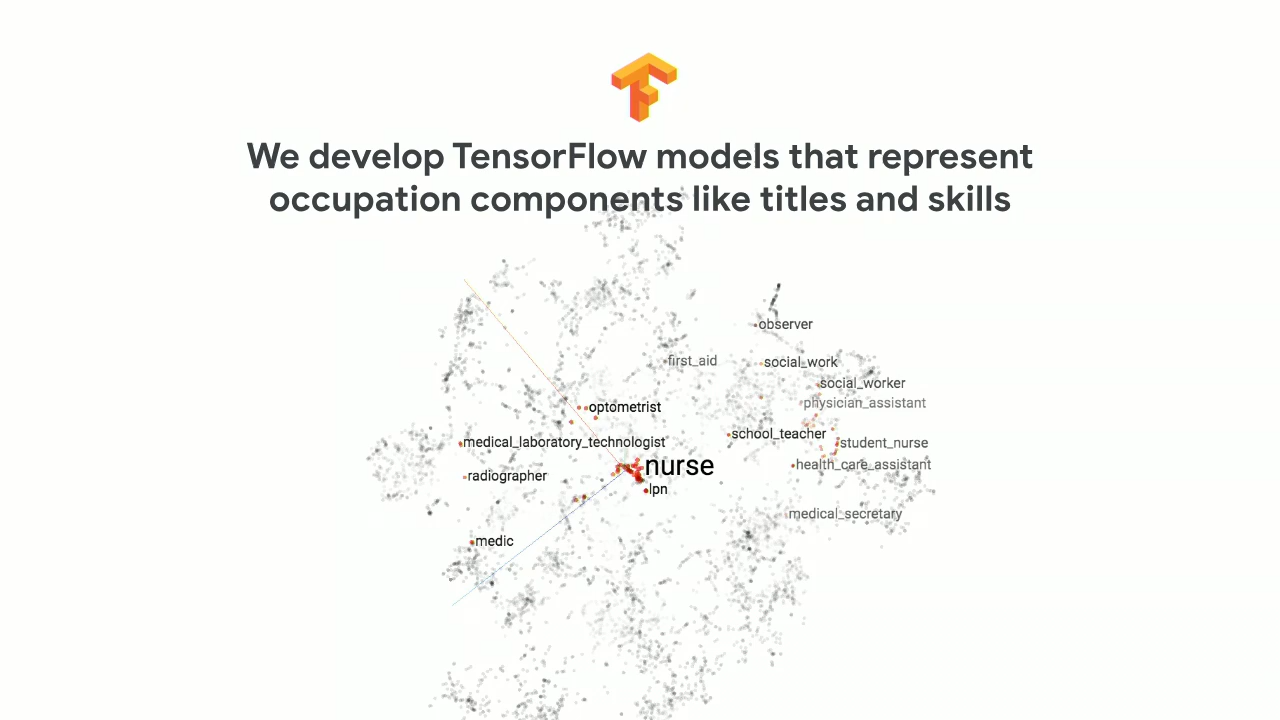 We develop TensorFlow models that represent
occupation components like titles and skills
observer
first_aid
social_work
social_worker
physician_assistant
optometrist
school_teacher
medical_laboratory_technologist
student_nurse
nurse
health_care_assistant
radiographer
lpn
medical_secretary
medic